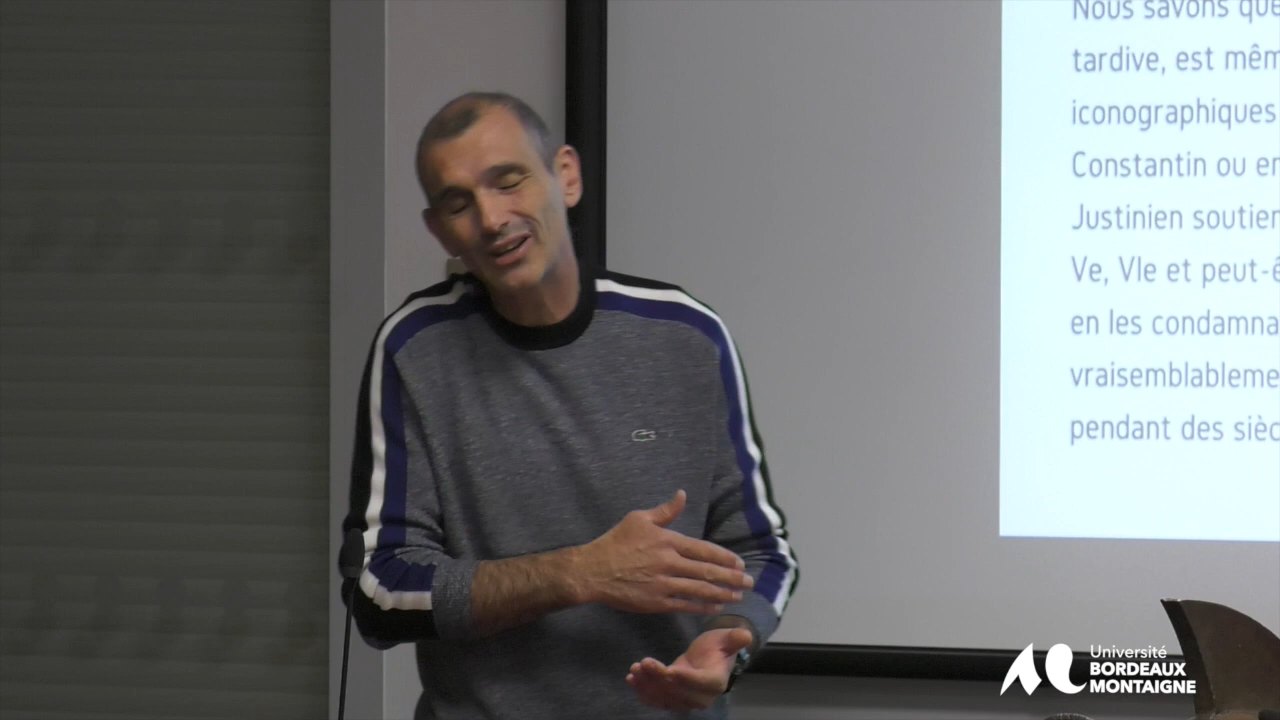 Nous savons que
tardive, est mêm
iconographiques
Constantin ou en
Justinien soutien
Ve, VIe et peut-ê
en les condamna
vraisemblableme
pendant des sièc
Université
BORDEAUX
MONTAIGNE